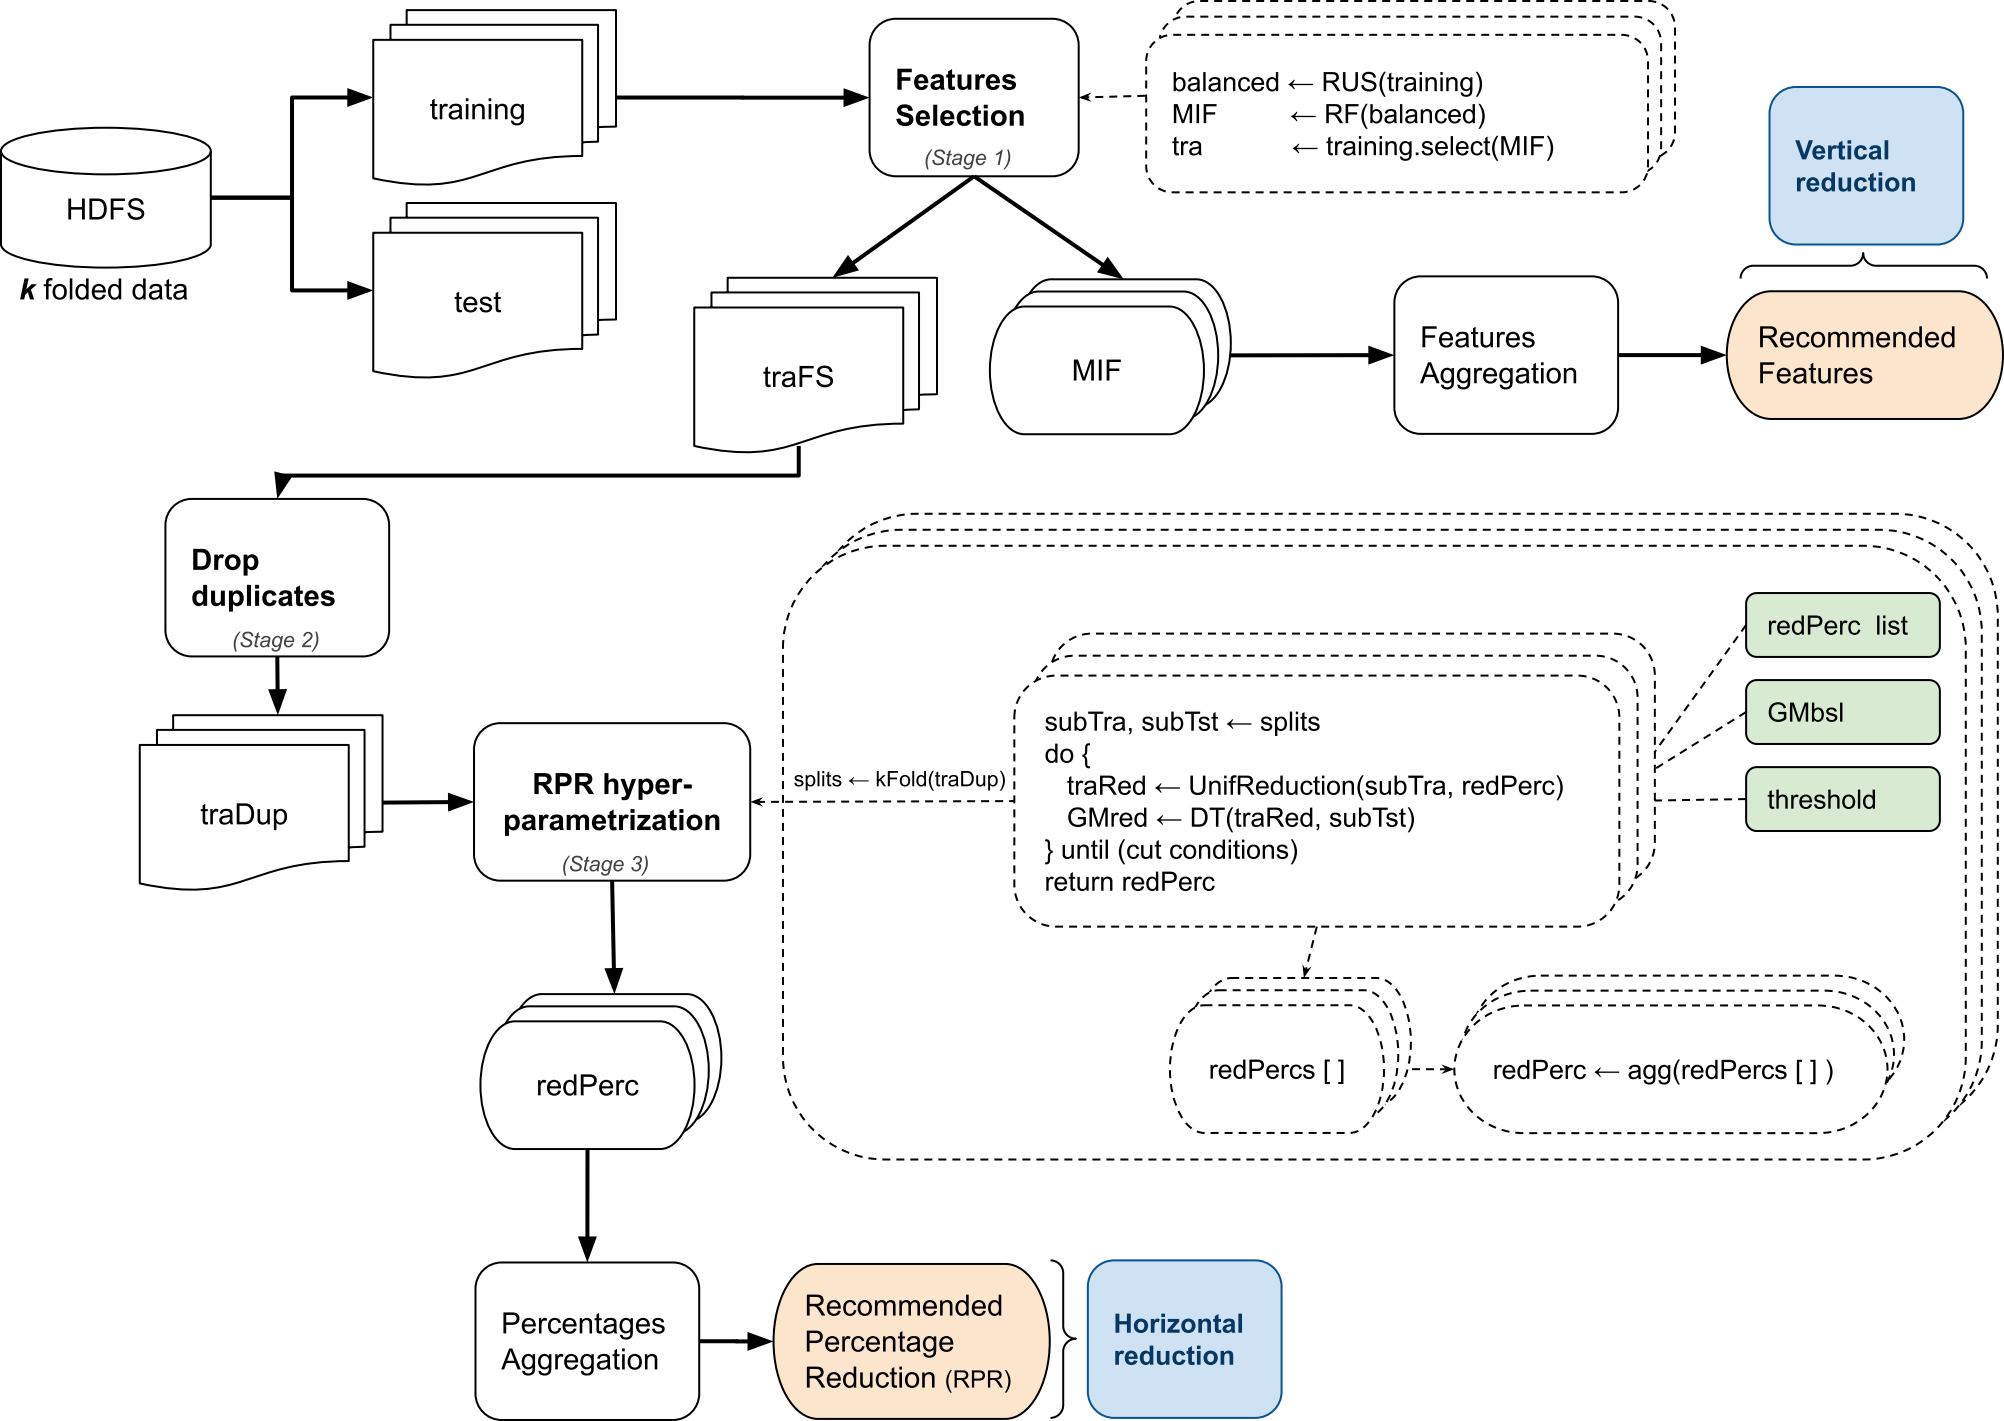 HDFS
k folded data
training
test
Features
Selection
(Stage 1)
balanced ← RUS(training)
MIF ← RF(balanced)
tra ← training.select(MIF)
Vertical
reduction
traFS
MIF
Features
Aggregation
Recommended
Features
Drop
duplicates
(Stage 2)
traDup
RPR hyper-
parametrization
(Stage 3)
splits ← kFold(traDup)
subTra, subTst ← splits
do {
traRed ← UnifReduction(subTra, redPerc)
GMred ← DT(traRed, subTst)
} until (cut conditions)
return redPerc
redPerc list
GMbsl
threshold
redPercs [ ]
redPerc ← agg(redPercs [ ] )
redPerc
Percentages
Aggregation
Recommended
Percentage
Reduction (RPR)
Horizontal
reduction